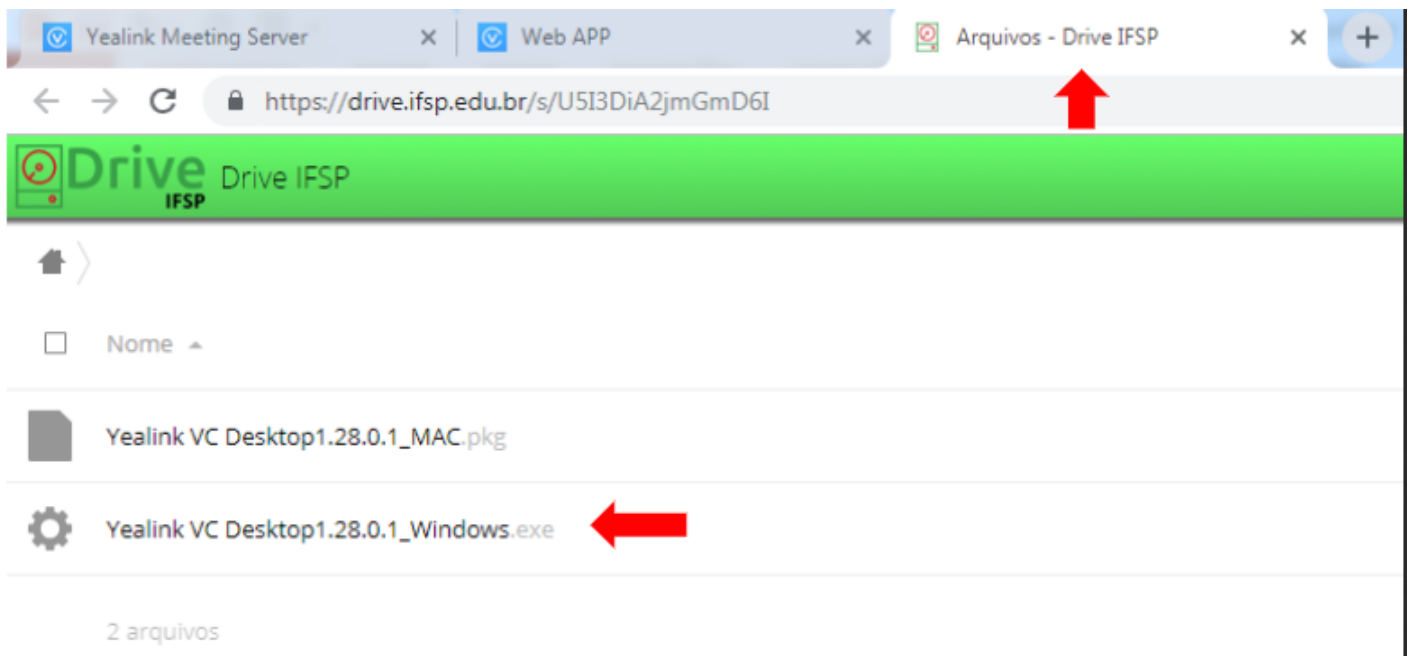 Yealink Meeting Server
Web APP
Arquivos - Drive IFSP
https://drive.ifsp.edu.br/s/U5I3DiA2jmGmD6I
Drive
IFSP
Drive IFSP
Nome
Yealink VC Desktop1.28.0.1_MAC.pkg
Yealink VC Desktop1.28.0.1_Windows.exe
2 arquivos